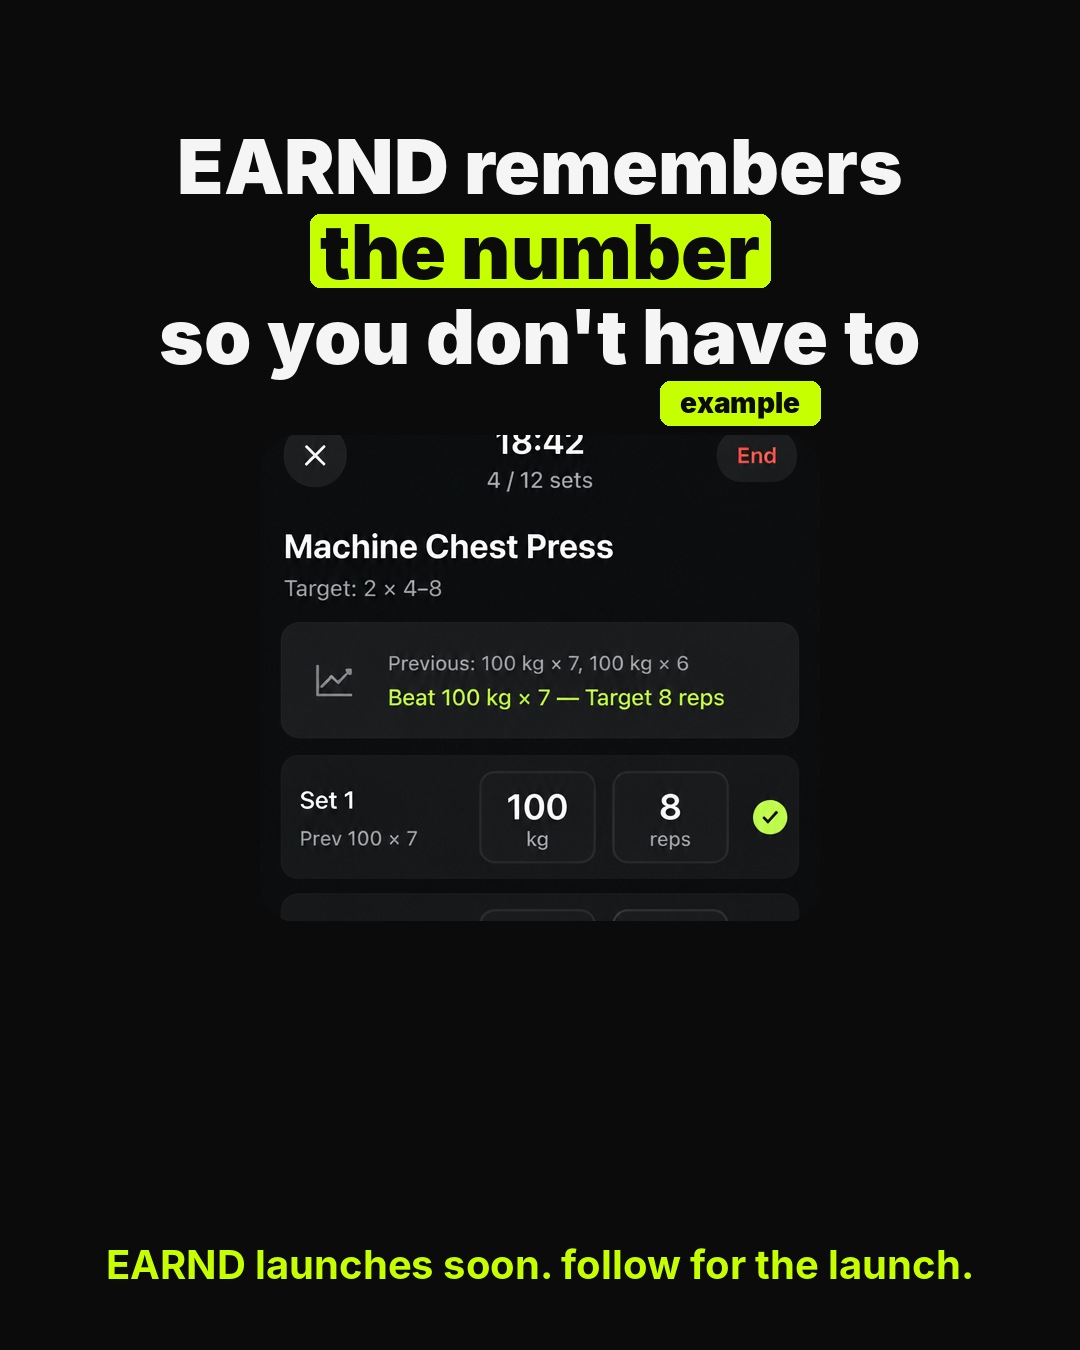 EARND remembers
the number
so you don't have to
example
18:42
4 / 12 sets
End
Machine Chest Press
Target: 2 × 4–8
Previous: 100 kg × 7, 100 kg × 6
Beat 100 kg × 7 — Target 8 reps
Set 1
100
8
Prev 100 × 7
kg
reps
EARND launches soon. follow for the launch.